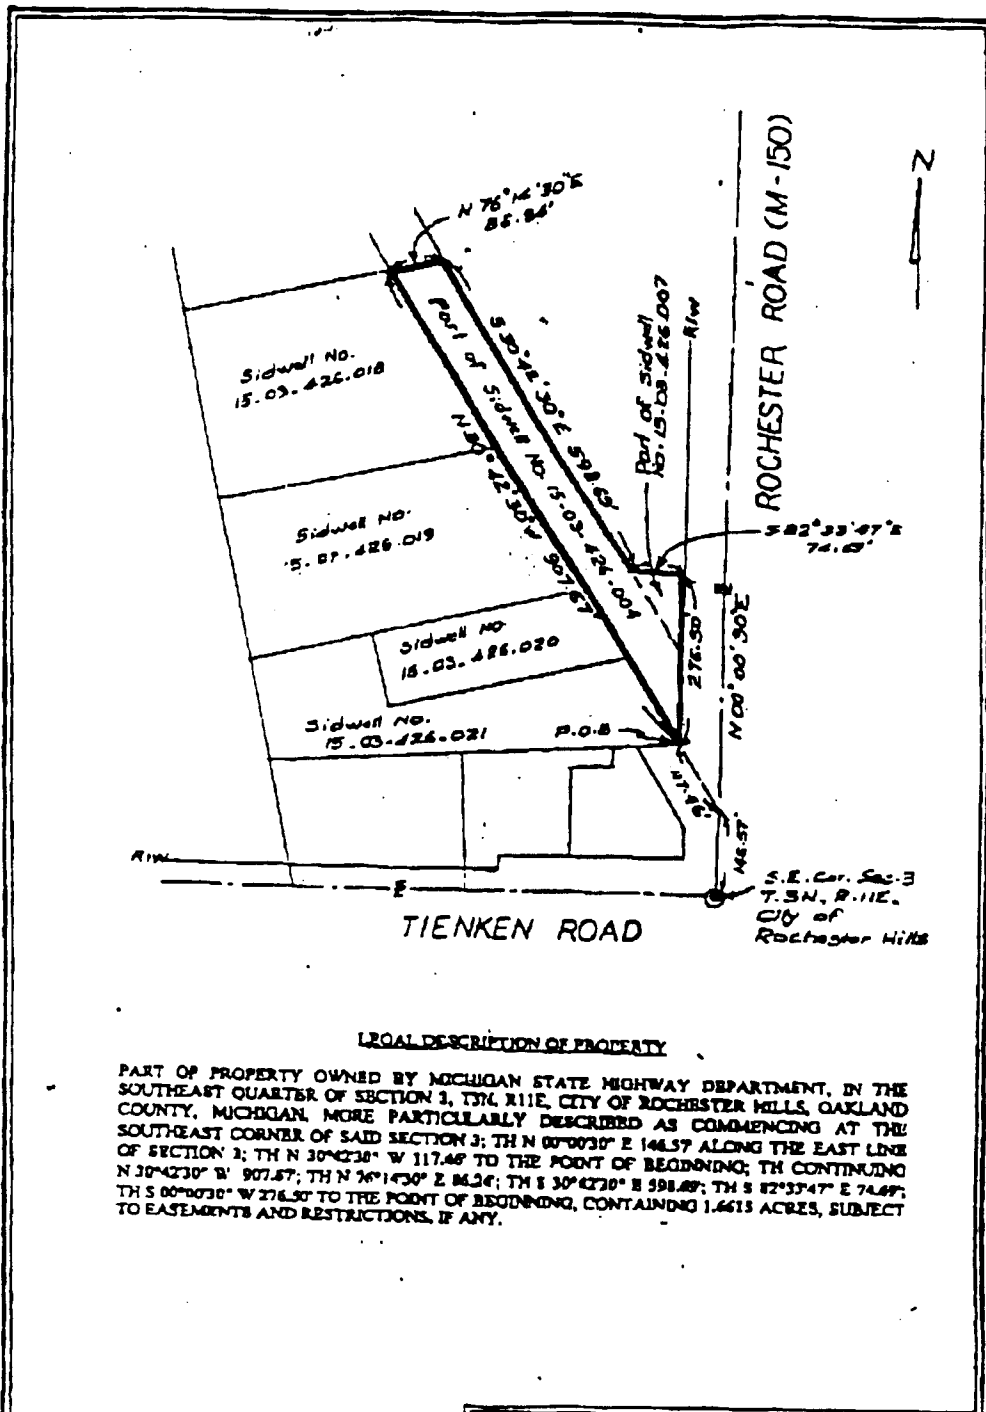 N 76°14'30"E
86.24'
ROCHESTER ROAD (M-150)
N
Part of Sidwell No. 15-03-426-004
S 30°42'30"E 598.69'
N 30°42'30"W 907.67'
Part of Sidwell
No. 15-03-426-007
R/W
Sidwell No.
15-03-426-018
S 82°33'47"E
74.69'
Sidwell No.
426-019
Sidwell No.
15-03-426-020
276.50'
N 00°00'30"E
Sidwell No.
15-03-426-021
P.O.B
117.46'
146.57'
R/W
S.E. Cor. Sec. 3
T.3N., R.11E.
City of
Rochester Hills
TIENKEN ROAD
LEGAL DESCRIPTION OF PROPERTY
PART OF PROPERTY OWNED BY MICHIGAN STATE HIGHWAY DEPARTMENT, IN THE
SOUTHEAST QUARTER OF SECTION 3, T3N, R11E, CITY OF ROCHESTER HILLS, OAKLAND
COUNTY, MICHIGAN, MORE PARTICULARLY DESCRIBED AS COMMENCING AT THE
SOUTHEAST CORNER OF SAID SECTION 3; TH N 00°00'30" E 146.57' ALONG THE EAST LINE
OF SECTION 3; TH N 30°42'30" W 117.46' TO THE POINT OF BEGINNING; TH CONTINUING
N 30°42'30" W 907.67'; TH N 76°14'30" E 86.24'; TH S 30°42'30" E 598.69'; TH S 82°33'47" E 74.69';
TH S 00°00'30" W 276.50' TO THE POINT OF BEGINNING, CONTAINING 1.6615 ACRES, SUBJECT
TO EASEMENTS AND RESTRICTIONS, IF ANY.